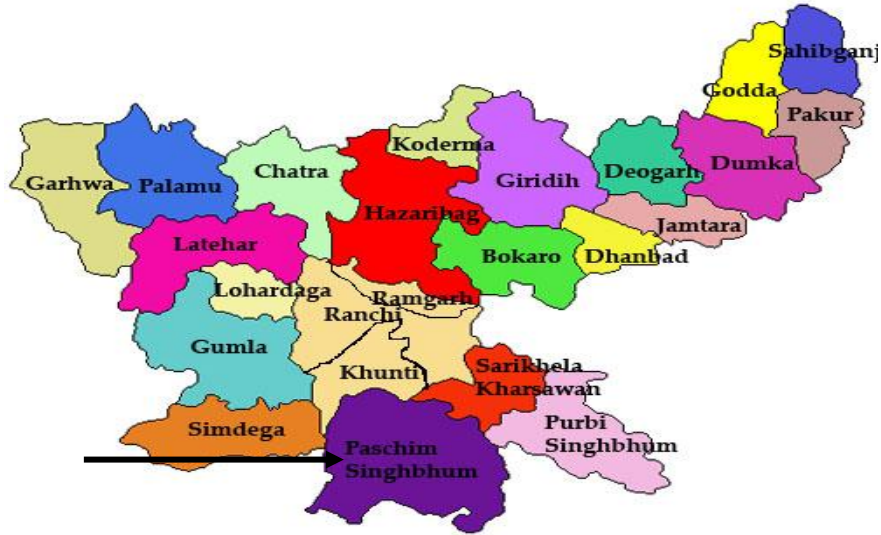 Sahibganj
Godda
Pakur
Koderma
Chatra
Giridih
Deogarh
Dumka
Garhwa
Palamu
Hazaribag
Jamtara
Latehar
Bokaro
Dhanbad
Lohardaga
Ramgarh
Ranchi
Gumla
Khunti
Sarikhela
Kharsawan
Simdega
Purbi
Singhbhum
Paschim
Singhbhum